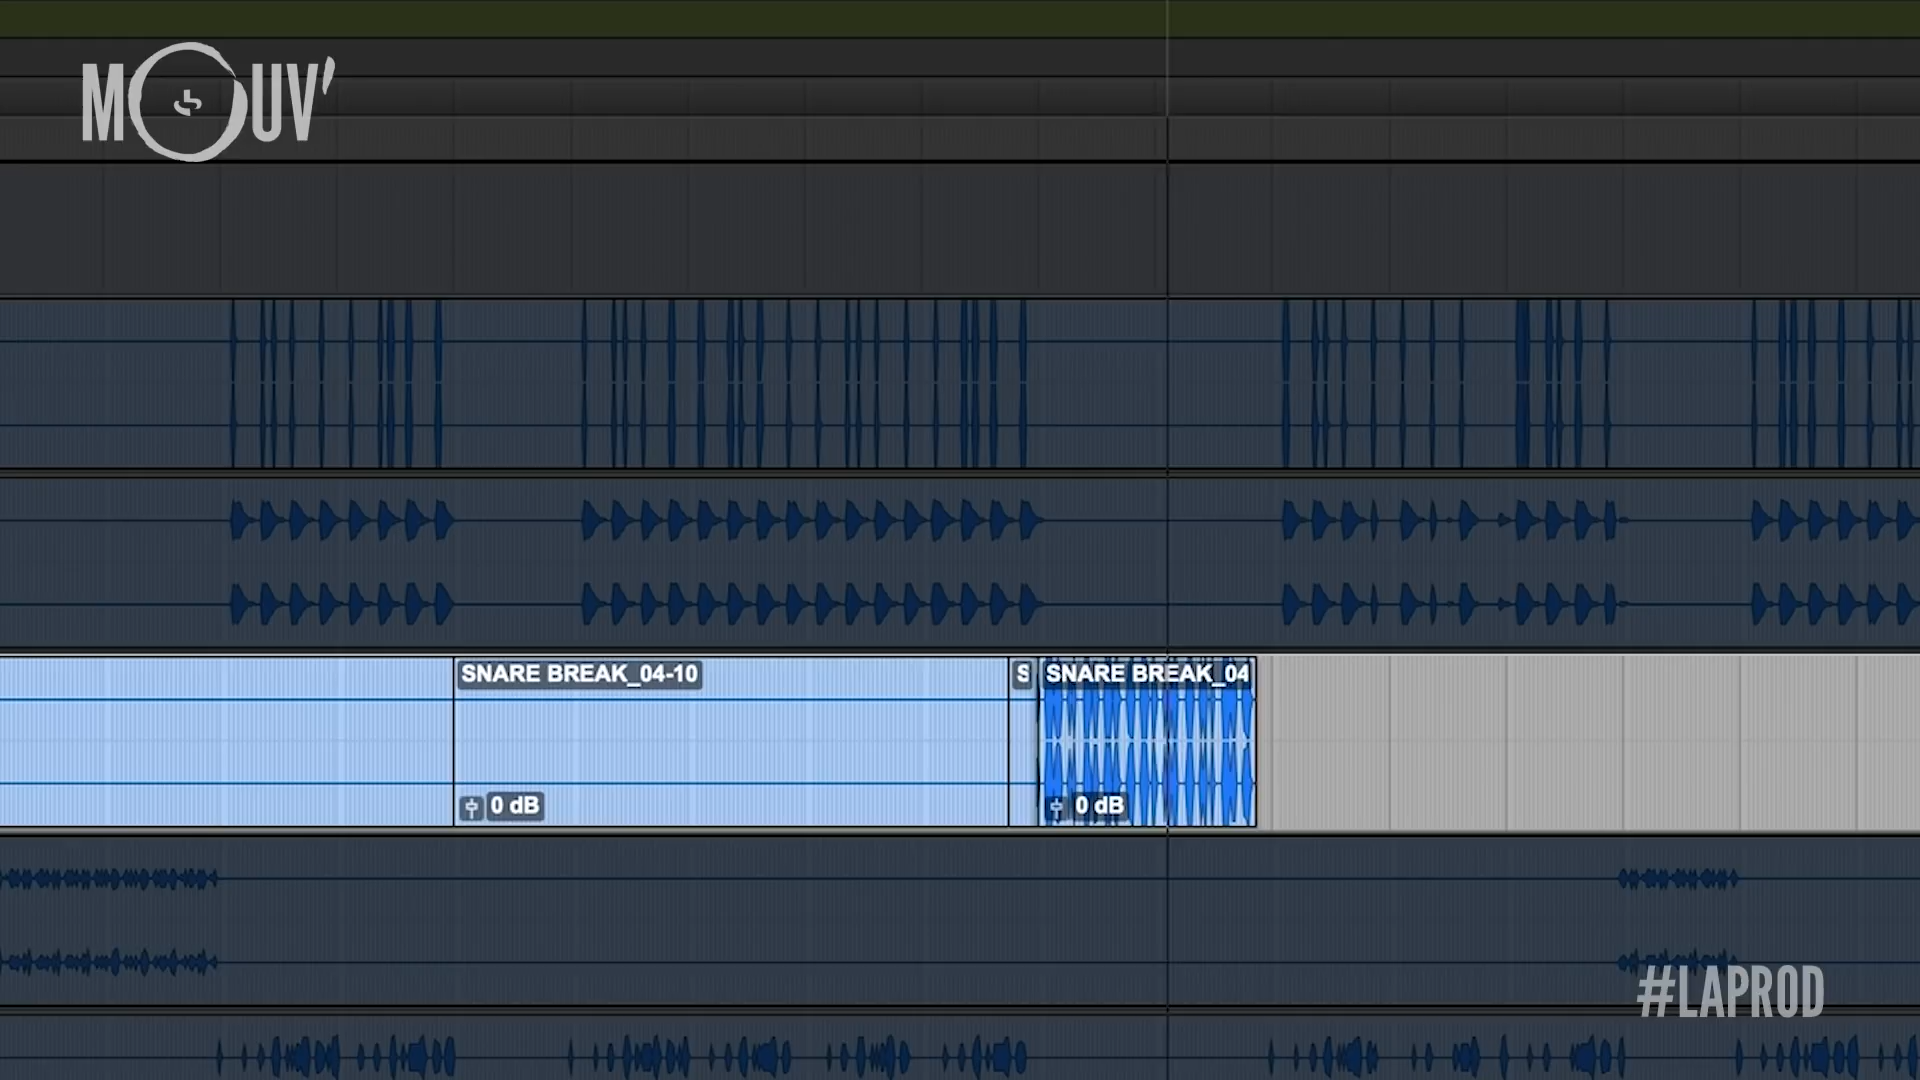 MOUV'
SNARE BREAK_04-10
S
SNARE BREAK_04
0 dB
0 dB
#LAPROD